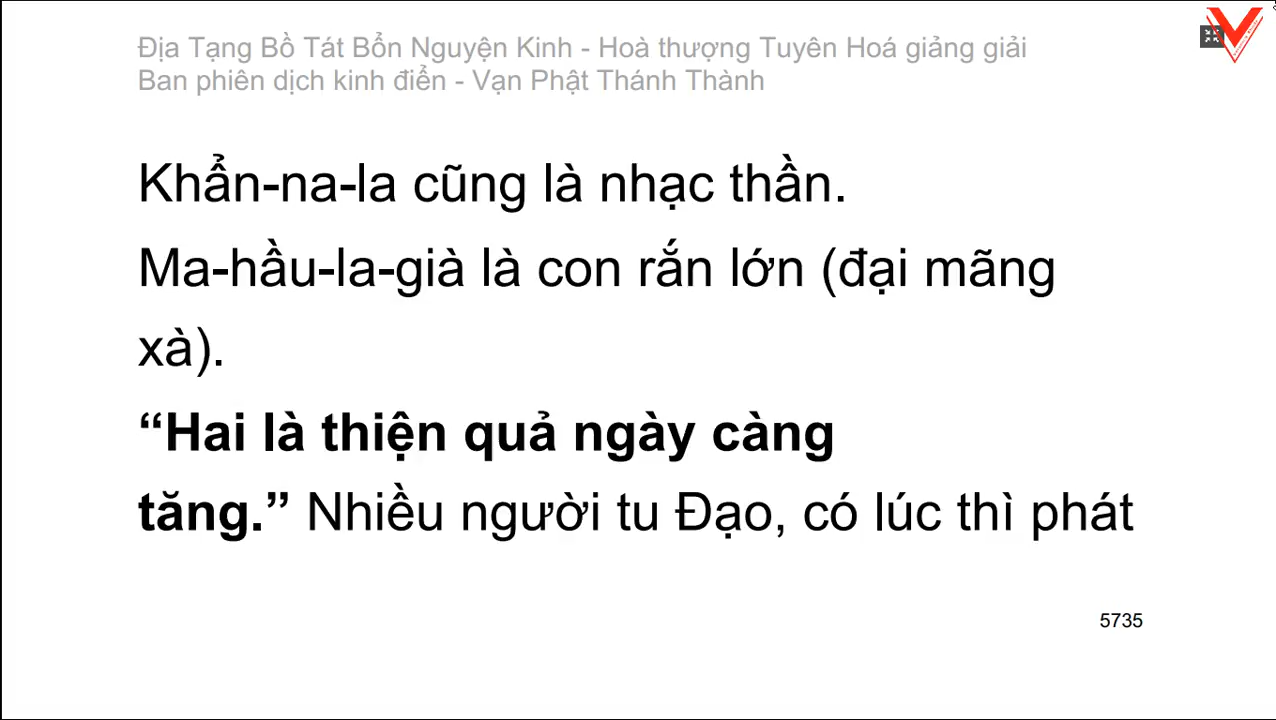 Địa Tạng Bồ Tát Bổn Nguyện Kinh - Hoà thượng Tuyên Hoá giảng giải
Ban phiên dịch kinh điển - Vạn Phật Thánh Thành
Khẩn-na-la cũng là nhạc thần.
Ma-hầu-la-già là con rắn lớn (đại mãng
xà).
“Hai là thiện quả ngày càng
tăng.” Nhiều người tu Đạo, có lúc thì phát
5735